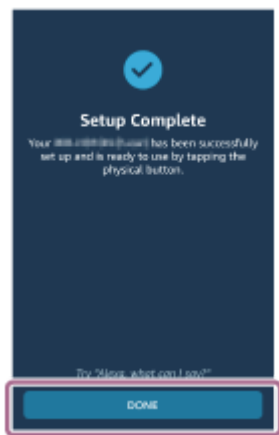 Setup Complete
Your has been successfully
set up and is ready to use by tapping the
physical button.
Try "Alexa, what can I say?"
DONE